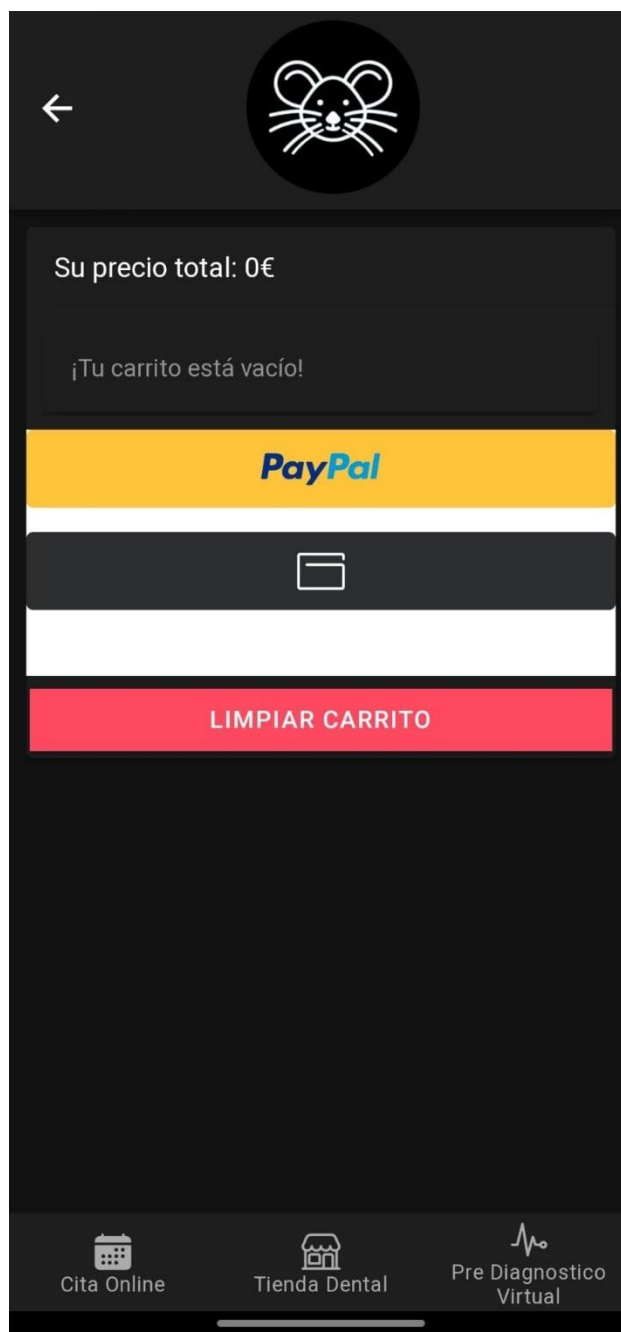 Su precio total: 0€
¡Tu carrito está vacío!
PayPal
LIMPIAR CARRITO
Cita Online
Tienda Dental
Pre Diagnostico
Virtual